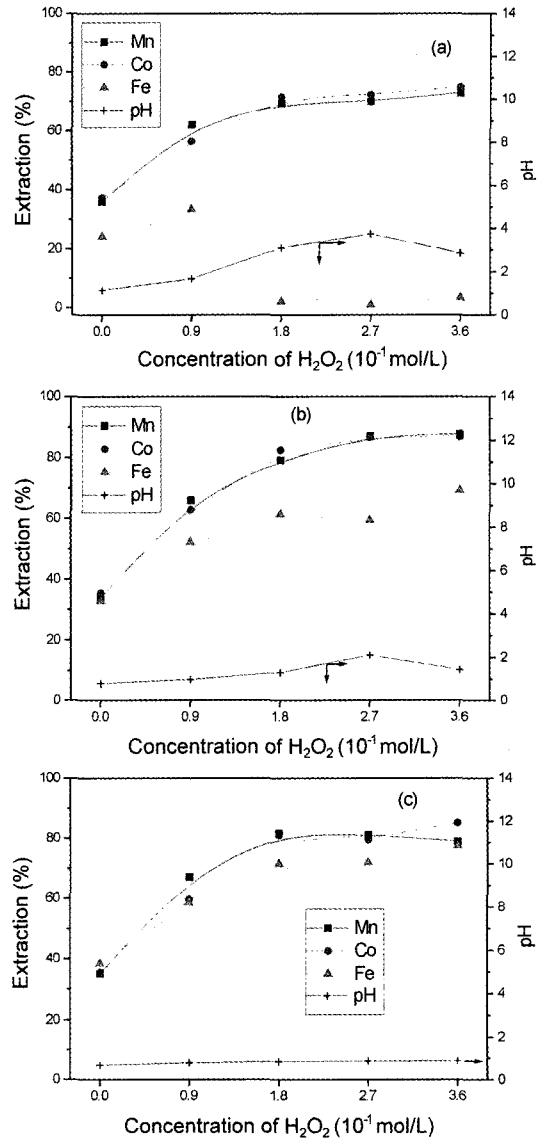 (a)
Mn
Co
Fe
pH
Extraction (%)
100
80
60
40
20
0
14
12
10
8
6
4
2
0
pH
0.0 0.9 1.8 2.7 3.6
Concentration of H₂O₂ (10⁻¹ mol/L)
(b)
Mn
Co
Fe
pH
Extraction (%)
100
80
60
40
20
0
14
12
10
8
6
4
2
0
pH
0.0 0.9 1.8 2.7 3.6
Concentration of H₂O₂ (10⁻¹ mol/L)
(c)
Mn
Co
Fe
pH
Extraction (%)
100
80
60
40
20
0
14
12
10
8
6
4
2
0
pH
0.0 0.9 1.8 2.7 3.6
Concentration of H₂O₂ (10⁻¹ mol/L)